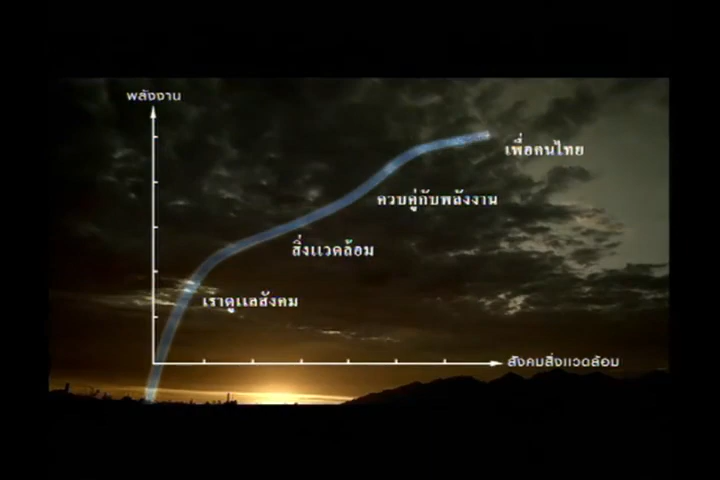 พลังงาน
เพื่อคนไทย
ควบคู่กับพลังงาน
สิ่งแวดล้อม
เราดูแลสังคม
สังคมสิ่งแวดล้อม